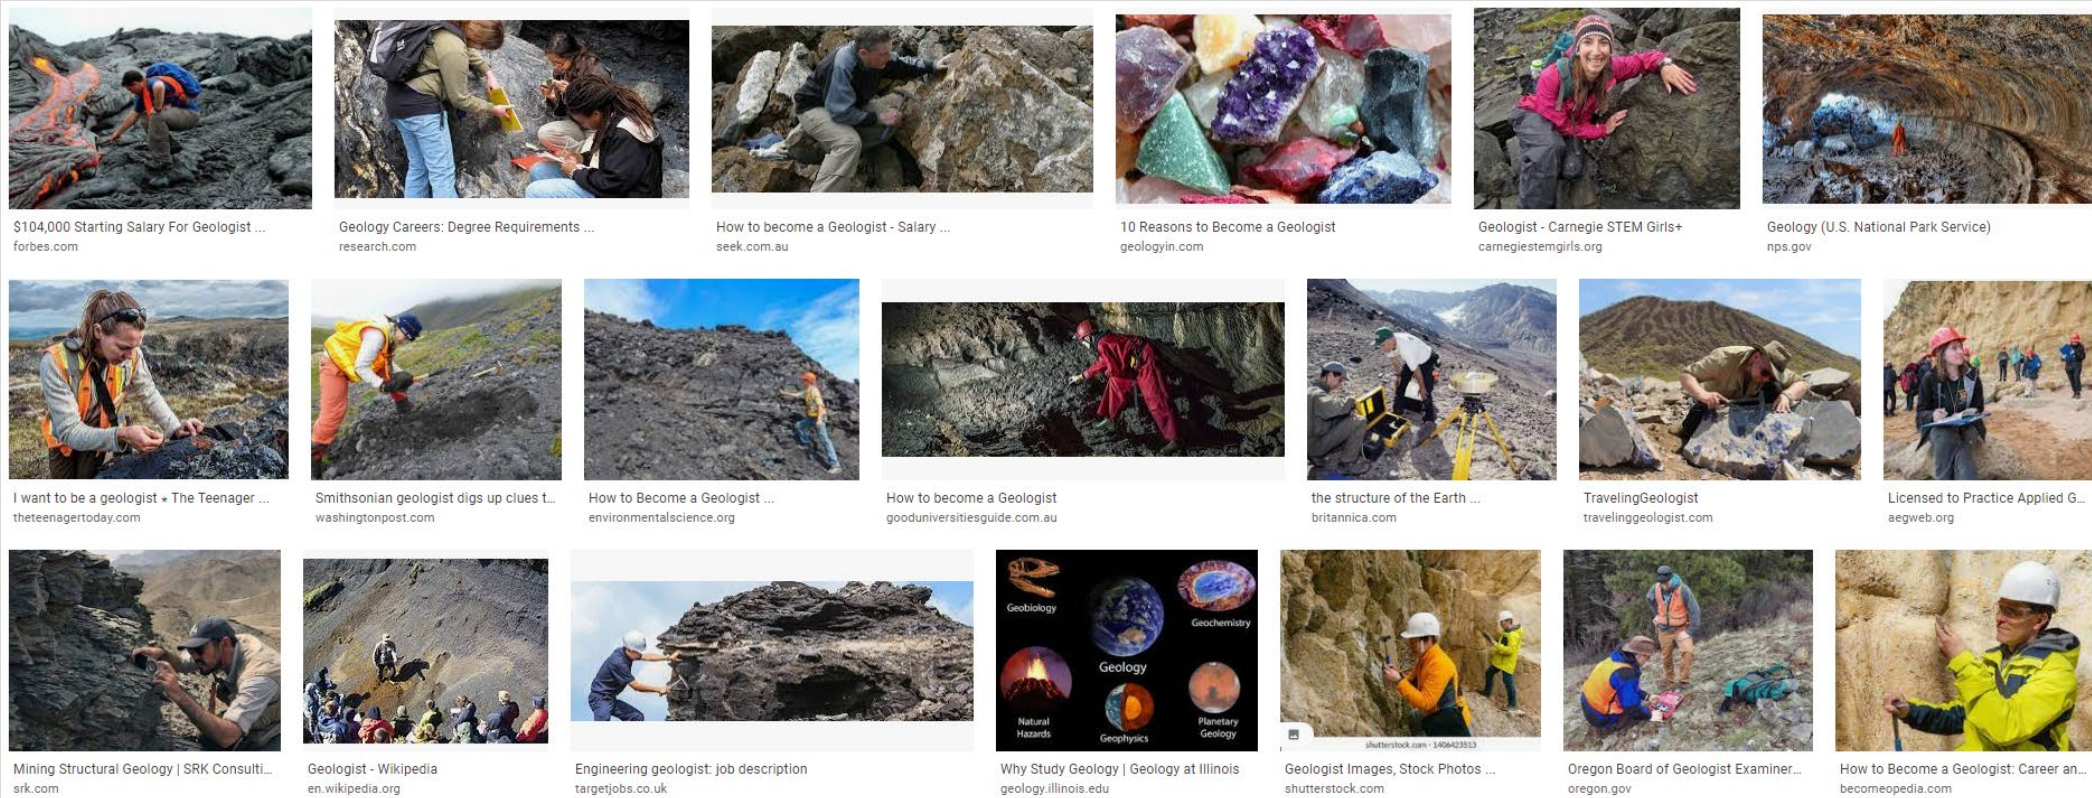 $104,000 Starting Salary For Geologist ...
forbes.com
Geology Careers: Degree Requirements ...
research.com
How to become a Geologist - Salary ...
seek.com.au
10 Reasons to Become a Geologist
geologyin.com
Geologist - Carnegie STEM Girls+
carnegiestemgirls.org
Geology (U.S. National Park Service)
nps.gov
I want to be a geologist ⋆ The Teenager ...
theteenagertoday.com
Smithsonian geologist digs up clues t...
washingtonpost.com
How to Become a Geologist ...
environmentalscience.org
How to become a Geologist
gooduniversitiesguide.com.au
the structure of the Earth ...
britannica.com
TravelingGeologist
travelinggeologist.com
Licensed to Practice Applied G...
aegweb.org
Geobiology
Geochemistry
Geology
Natural
Hazards
Geophysics
Planetary
Geology
shutterstock.com · 1406423513
Mining Structural Geology | SRK Consulti...
srk.com
Geologist - Wikipedia
en.wikipedia.org
Engineering geologist: job description
targetjobs.co.uk
Why Study Geology | Geology at Illinois
geology.illinois.edu
Geologist Images, Stock Photos ...
shutterstock.com
Oregon Board of Geologist Examiner...
oregon.gov
How to Become a Geologist: Career an...
becomeopedia.com